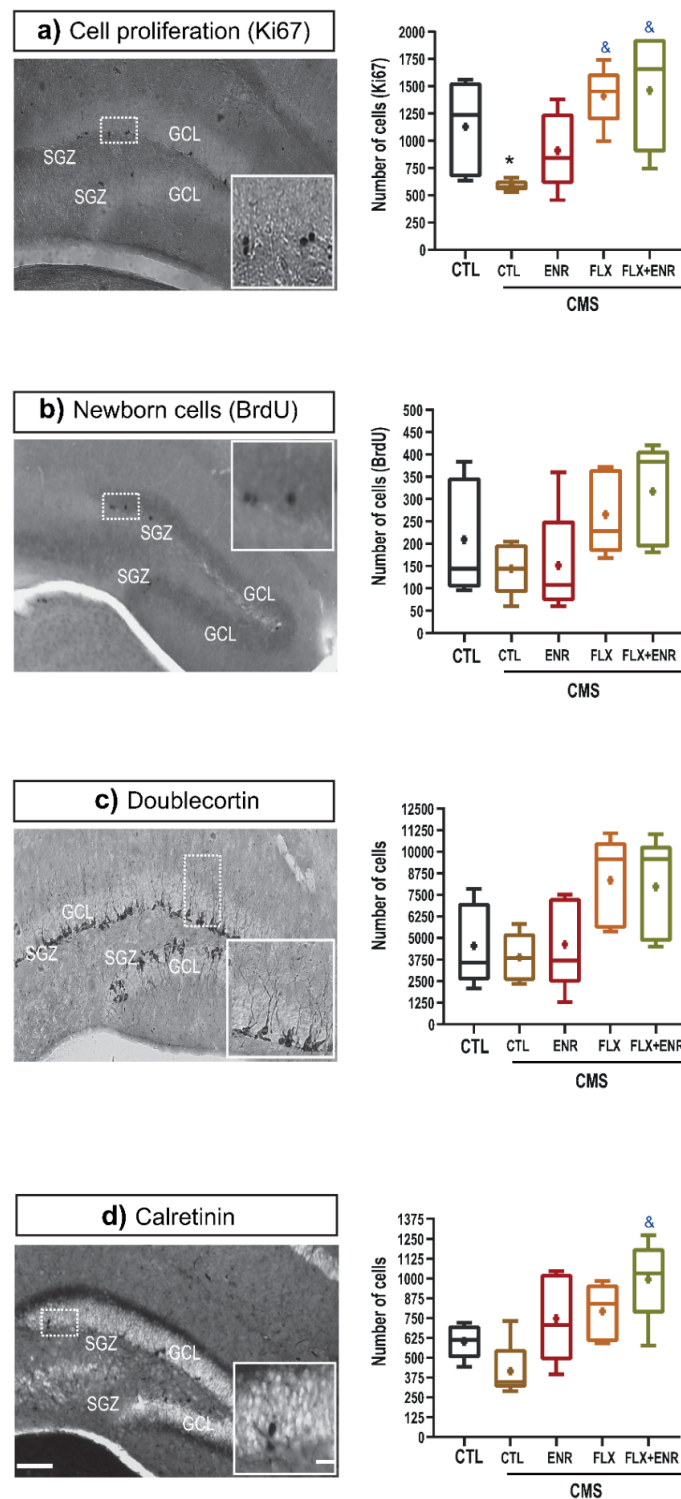 a) Cell proliferation (Ki67)
GCL
SGZ
SGZ
GCL
Number of cells (Ki67)
2000
1750
1500
1250
1000
750
500
250
0
*
&
&
CTL
CTL
ENR
FLX
FLX+ENR
CMS
b) Newborn cells (BrdU)
SGZ
SGZ
GCL
GCL
Number of cells (BrdU)
500
450
400
350
300
250
200
150
100
50
0
CTL
CTL
ENR
FLX
FLX+ENR
CMS
c) Doublecortin
GCL
SGZ
SGZ
GCL
Number of cells
12500
11250
10000
8750
7500
6250
5000
3750
2500
1250
0
CTL
CTL
ENR
FLX
FLX+ENR
CMS
d) Calretinin
SGZ
GCL
SGZ
GCL
Number of cells
1375
1250
1125
1000
875
750
625
500
375
250
125
0
&
CTL
CTL
ENR
FLX
FLX+ENR
CMS